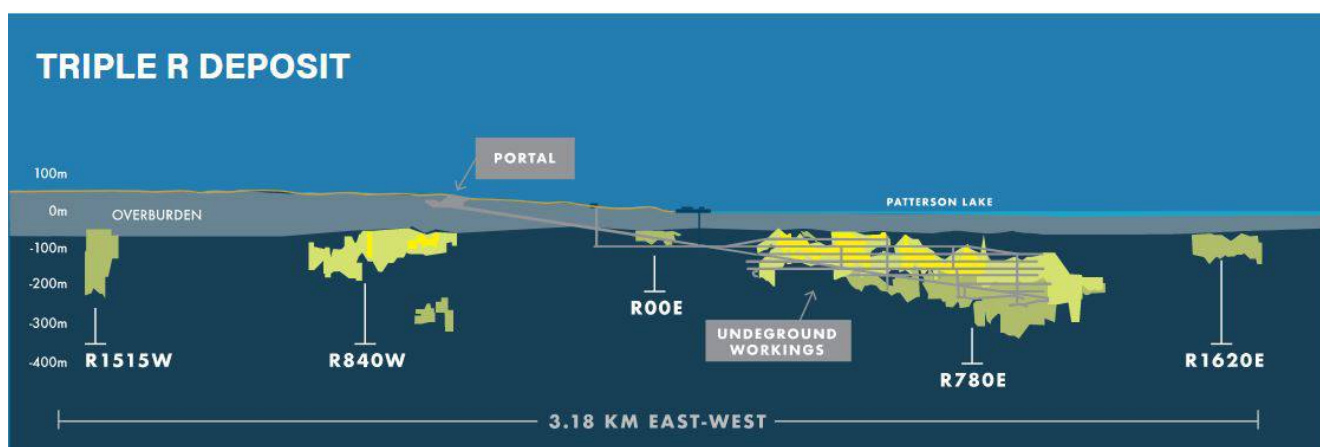 TRIPLE R DEPOSIT
PORTAL
100m
0m
OVERBURDEN
PATTERSON LAKE
-100m
-200m
-300m
-400m
R1515W
R840W
R00E
UNDEGROUND
WORKINGS
R780E
R1620E
3.18 KM EAST-WEST